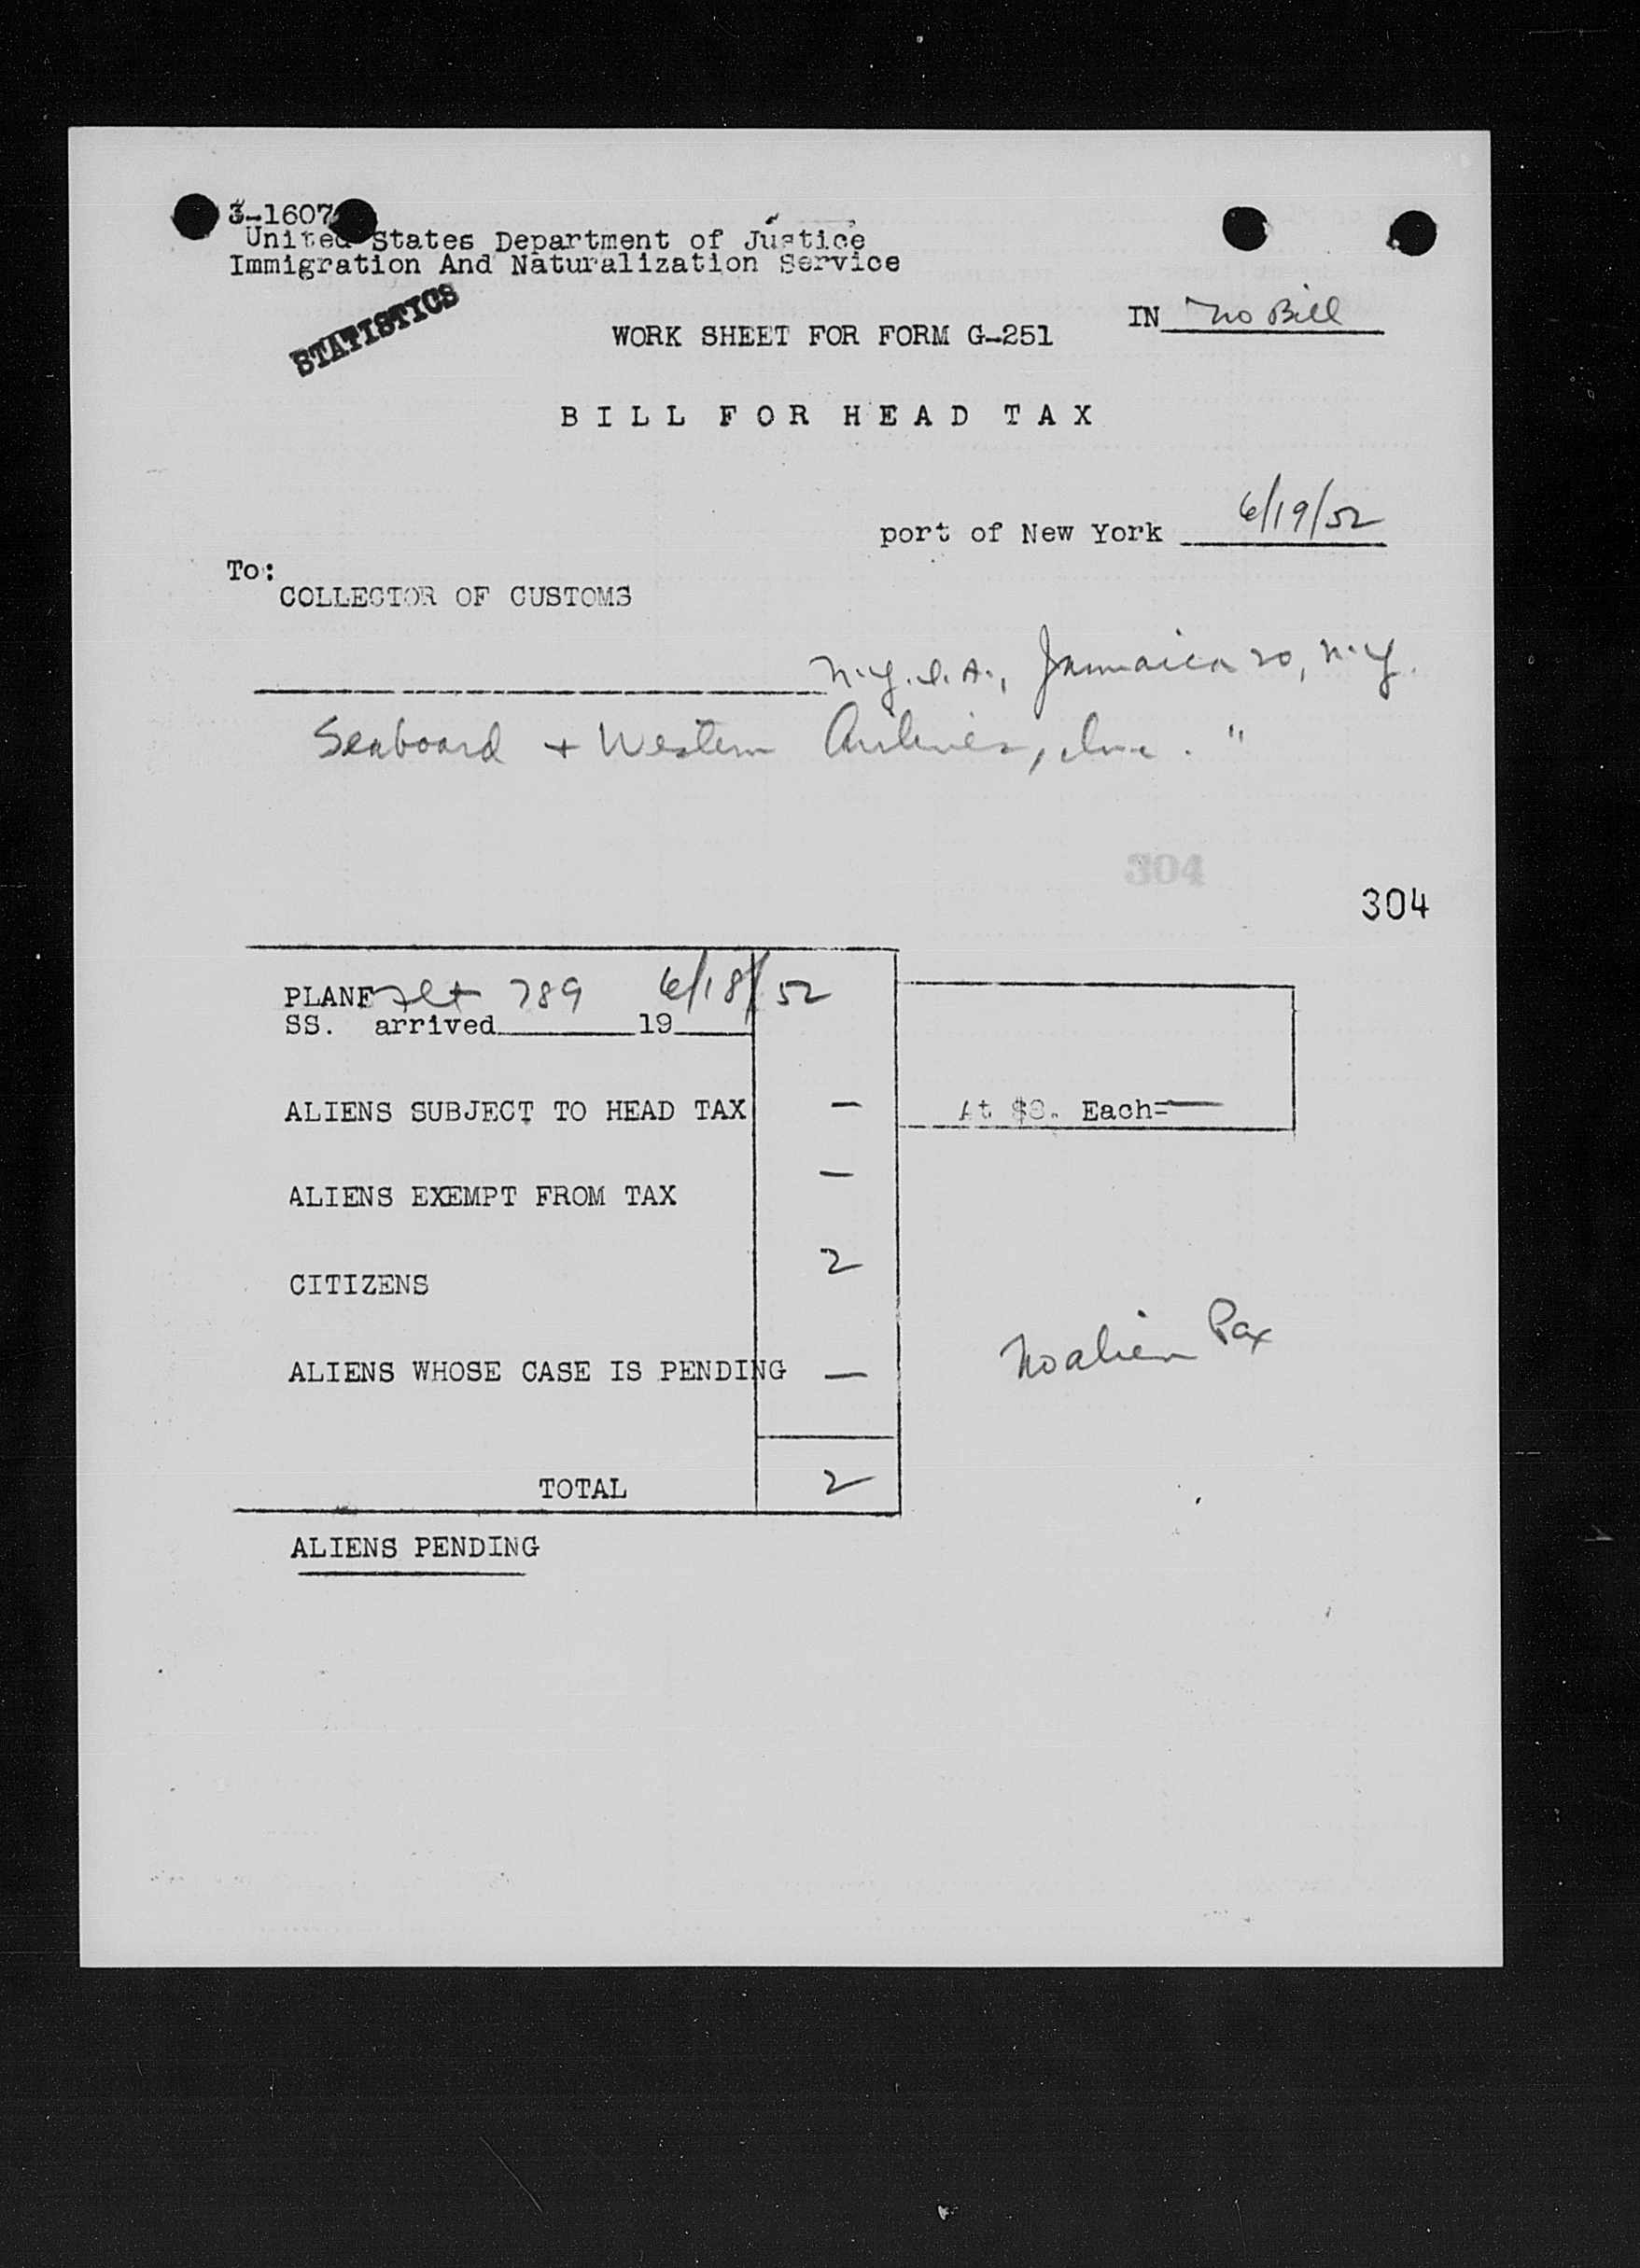 3-1607
United States Department of Justice
Immigration And Naturalization Service
STATISTICS
IN No Bill
WORK SHEET FOR FORM G-251
BILL FOR HEAD TAX
port of New York 6/19/52
To:
COLLECTOR OF CUSTOMS
N.Y.I.A., Jamaica 20, N.Y.
Seaboard + Western Airlines, Inc. "
304
304
PLANE Flt 789 6/18/52
SS. arrived 19
ALIENS SUBJECT TO HEAD TAX — At $8. Each=—
ALIENS EXEMPT FROM TAX —
CITIZENS 2
No alien Pax
ALIENS WHOSE CASE IS PENDING —
TOTAL 2
ALIENS PENDING